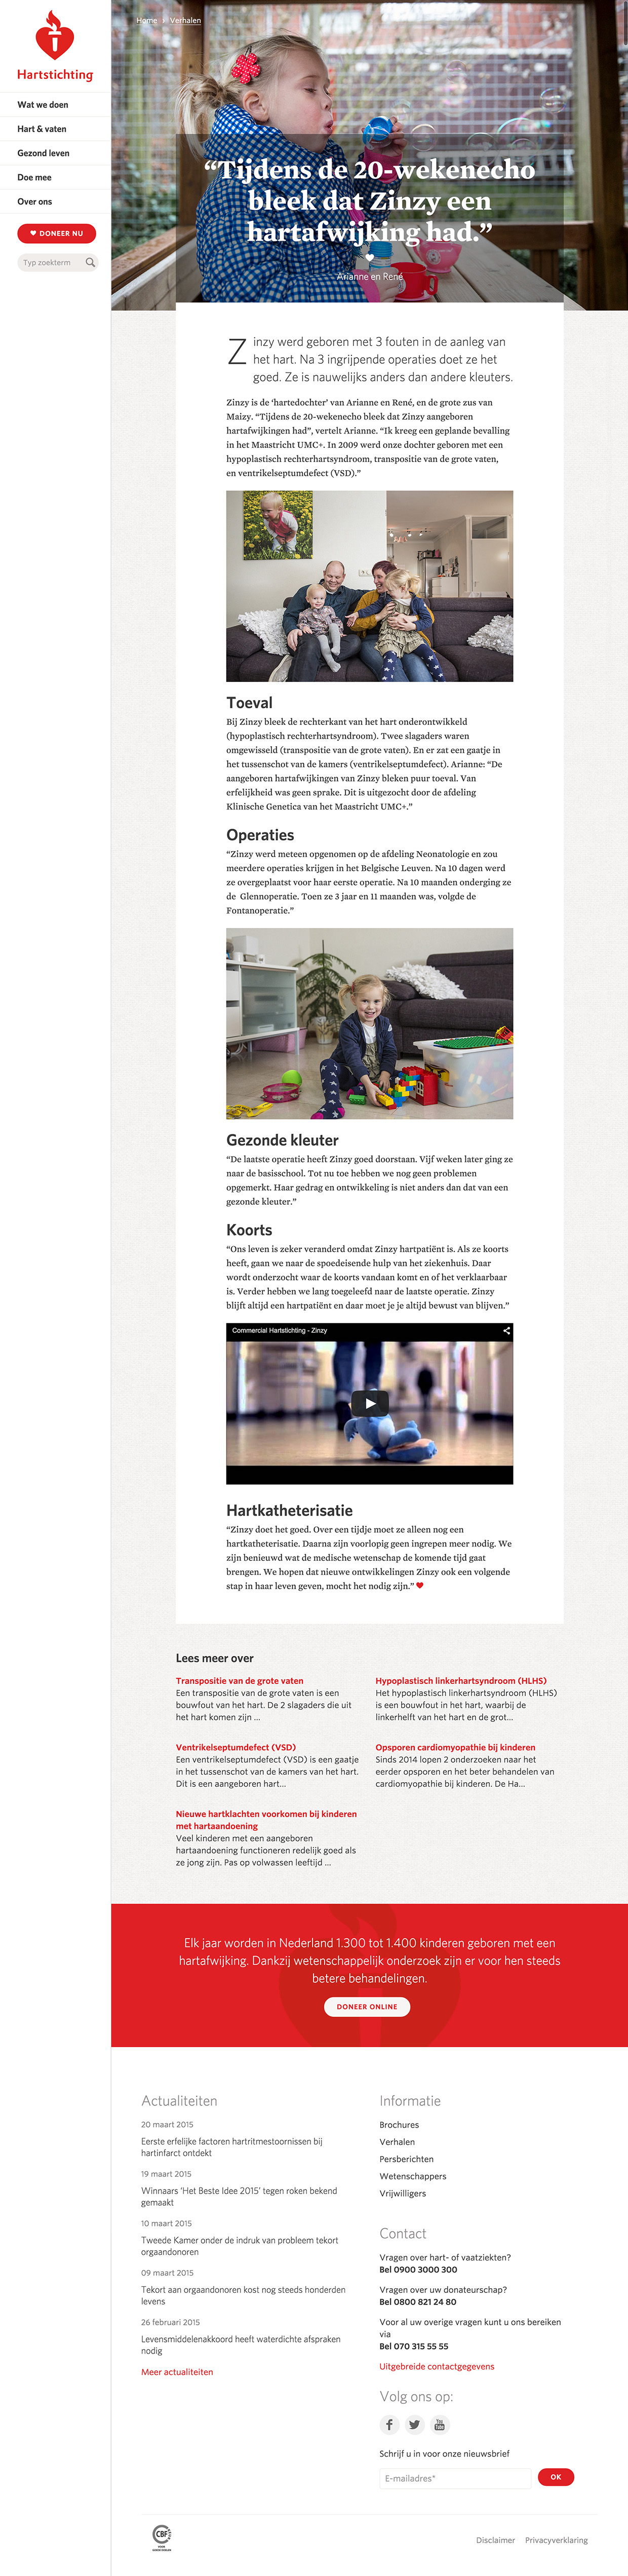 Hartstichting
Wat we doen
Hart & vaten
Gezond leven
Doe mee
Over ons
DONEER NU
Typ zoekterm
Home › Verhalen
“Tijdens de 20-wekenecho
bleek dat Zinzy een
hartafwijking had.”
Arianne en René
Zinzy werd geboren met 3 fouten in de aanleg van
het hart. Na 3 ingrijpende operaties doet ze het
goed. Ze is nauwelijks anders dan andere kleuters.
Zinzy is de ‘hartedochter’ van Arianne en René, en de grote zus van
Maizy. “Tijdens de 20-wekenecho bleek dat Zinzy aangeboren
hartafwijkingen had”, vertelt Arianne. “Ik kreeg een geplande bevalling
in het Maastricht UMC+. In 2009 werd onze dochter geboren met een
hypoplastisch rechterhartsyndroom, transpositie van de grote vaten,
en ventrikelseptumdefect (VSD).”
Toeval
Bij Zinzy bleek de rechterkant van het hart onderontwikkeld
(hypoplastisch rechterhartsyndroom). Twee slagaders waren
omgewisseld (transpositie van de grote vaten). En er zat een gaatje in
het tussenschot van de kamers (ventrikelseptumdefect). Arianne: “De
aangeboren hartafwijkingen van Zinzy bleken puur toeval. Van
erfelijkheid was geen sprake. Dit is uitgezocht door de afdeling
Klinische Genetica van het Maastricht UMC+.”
Operaties
“Zinzy werd meteen opgenomen op de afdeling Neonatologie en zou
meerdere operaties krijgen in het Belgische Leuven. Na 10 dagen werd
ze overgeplaatst voor haar eerste operatie. Na 10 maanden onderging ze
de Glennoperatie. Toen ze 3 jaar en 11 maanden was, volgde de
Fontanoperatie.”
Gezonde kleuter
“De laatste operatie heeft Zinzy goed doorstaan. Vijf weken later ging ze
naar de basisschool. Tot nu toe hebben we nog geen problemen
opgemerkt. Haar gedrag en ontwikkeling is niet anders dan dat van een
gezonde kleuter.”
Koorts
“Ons leven is zeker veranderd omdat Zinzy hartpatiënt is. Als ze koorts
heeft, gaan we naar de spoedeisende hulp van het ziekenhuis. Daar
wordt onderzocht waar de koorts vandaan komt en of het verklaarbaar
is. Verder hebben we lang toegeleefd naar de laatste operatie. Zinzy
blijft altijd een hartpatiënt en daar moet je je altijd bewust van blijven.”
Commercial Hartstichting - Zinzy
Hartkatheterisatie
“Zinzy doet het goed. Over een tijdje moet ze alleen nog een
hartkatheterisatie. Daarna zijn voorlopig geen ingrepen meer nodig. We
zijn benieuwd wat de medische wetenschap de komende tijd gaat
brengen. We hopen dat nieuwe ontwikkelingen Zinzy ook een volgende
stap in haar leven geven, mocht het nodig zijn.”
Lees meer over
Transpositie van de grote vaten
Een transpositie van de grote vaten is een
bouwfout van het hart. De 2 slagaders die uit
het hart komen zijn ...
Hypoplastisch linkerhartsyndroom (HLHS)
Het hypoplastisch linkerhartsyndroom (HLHS)
is een bouwfout in het hart, waarbij de
linkerhelft van het hart en de grot...
Ventrikelseptumdefect (VSD)
Een ventrikelseptumdefect (VSD) is een gaatje
in het tussenschot van de kamers van het hart.
Dit is een aangeboren hart...
Opsporen cardiomyopathie bij kinderen
Sinds 2014 lopen 2 onderzoeken naar het
eerder opsporen en het beter behandelen van
cardiomyopathie bij kinderen. De Ha...
Nieuwe hartklachten voorkomen bij kinderen
met hartaandoening
Veel kinderen met een aangeboren
hartaandoening functioneren redelijk goed als
ze jong zijn. Pas op volwassen leeftijd ...
Elk jaar worden in Nederland 1.300 tot 1.400 kinderen geboren met een
hartafwijking. Dankzij wetenschappelijk onderzoek zijn er voor hen steeds
betere behandelingen.
DONEER ONLINE
Actualiteiten
20 maart 2015
Eerste erfelijke factoren hartritmestoornissen bij
hartinfarct ontdekt
19 maart 2015
Winnaars ‘Het Beste Idee 2015’ tegen roken bekend
gemaakt
10 maart 2015
Tweede Kamer onder de indruk van probleem tekort
orgaandonoren
09 maart 2015
Tekort aan orgaandonoren kost nog steeds honderden
levens
26 februari 2015
Levensmiddelenakkoord heeft waterdichte afspraken
nodig
Meer actualiteiten
Informatie
Brochures
Verhalen
Persberichten
Wetenschappers
Vrijwilligers
Contact
Vragen over hart- of vaatziekten?
Bel 0900 3000 300
Vragen over uw donateurschap?
Bel 0800 821 24 80
Voor al uw overige vragen kunt u ons bereiken
via
Bel 070 315 55 55
Uitgebreide contactgegevens
Volg ons op:
You
Tube
Schrijf u in voor onze nieuwsbrief
E-mailadres*
OK
CBF
Disclaimer Privacyverklaring